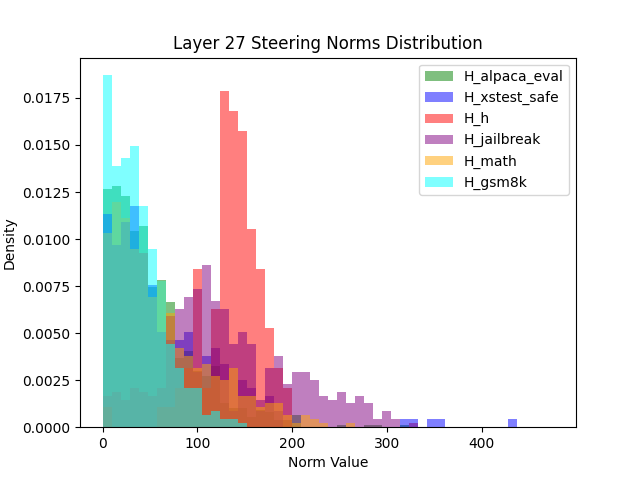 Layer 27 Steering Norms Distribution
H_alpaca_eval
H_xstest_safe
H_h
H_jailbreak
H_math
H_gsm8k
0.0175
0.0150
0.0125
0.0100
0.0075
0.0050
0.0025
0.0000
Density
0 100 200 300 400
Norm Value